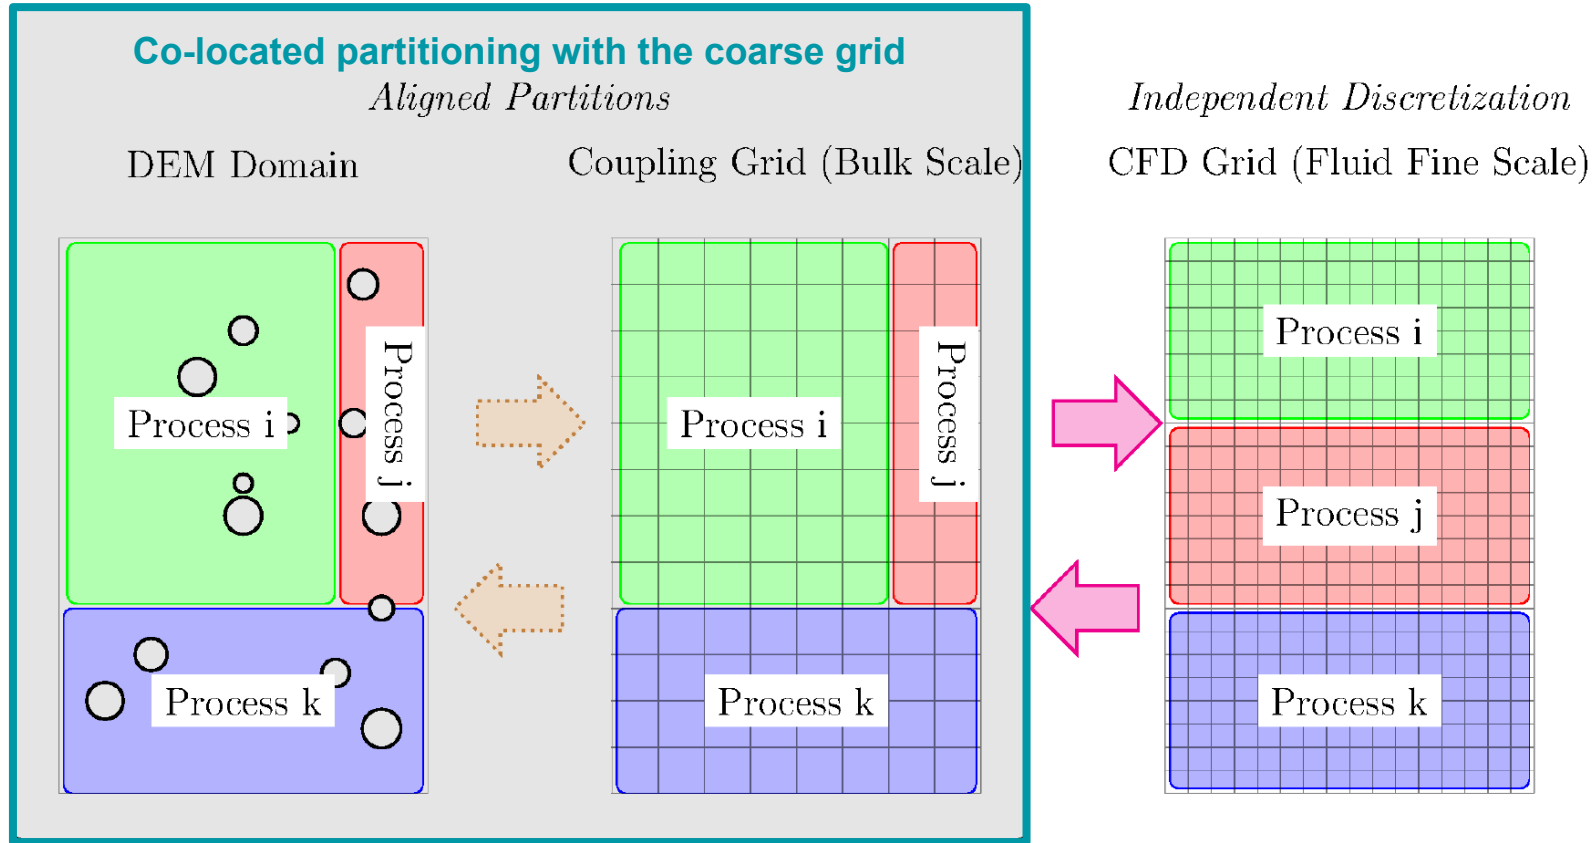 Co-located partitioning with the coarse grid
Aligned Partitions
Independent Discretization
DEM Domain
Coupling Grid (Bulk Scale)
CFD Grid (Fluid Fine Scale)
Process i
Process j
Process k
Process i
Process j
Process k
Process i
Process j
Process k